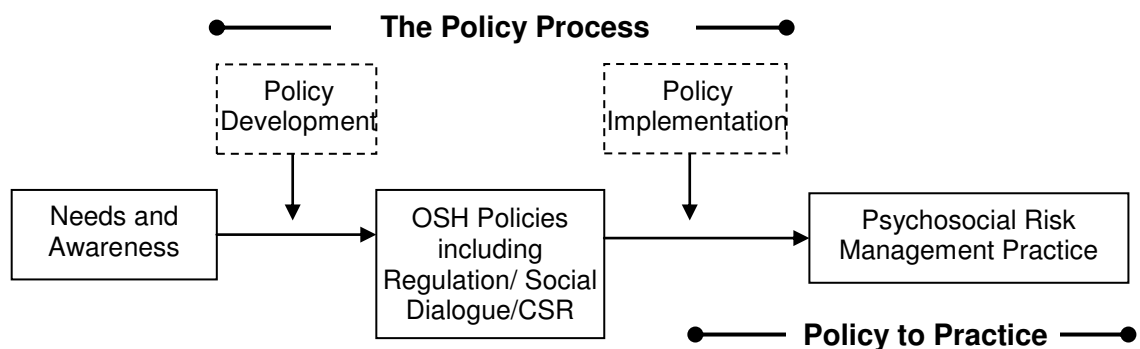 The Policy Process
Policy
Development
Policy
Implementation
Needs and
Awareness
OSH Policies
including
Regulation/ Social
Dialogue/CSR
Psychosocial Risk
Management Practice
Policy to Practice